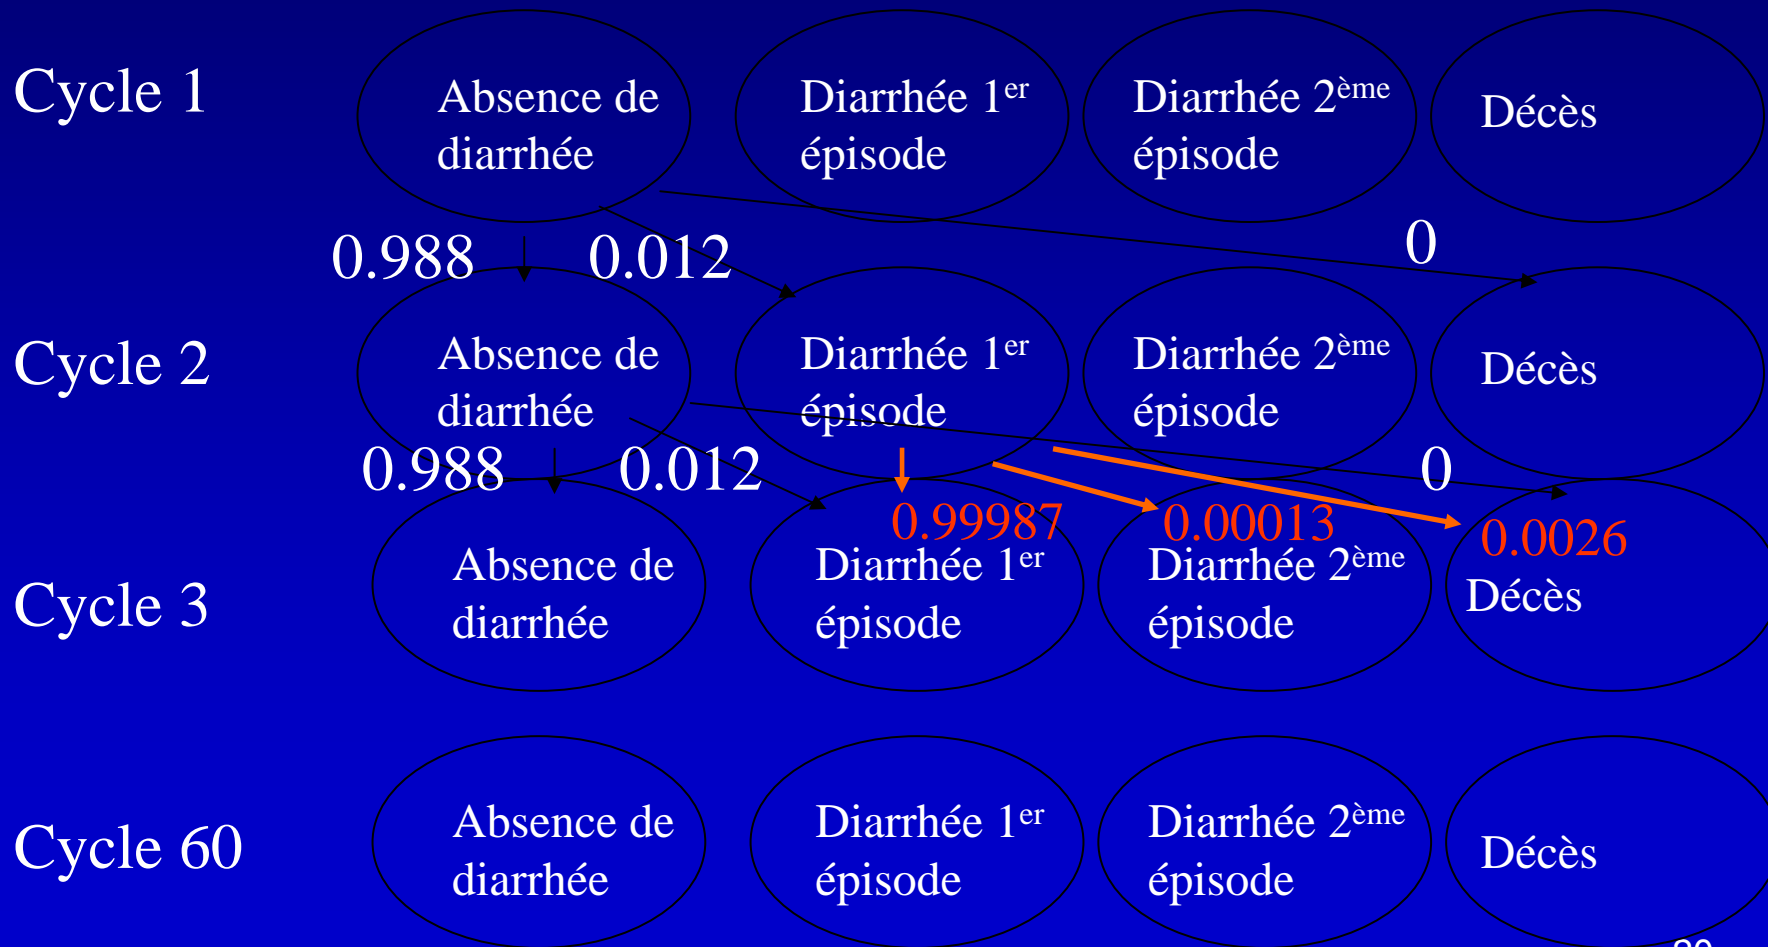 Cycle 1
Absence de
diarrhée
Diarrhée 1er
épisode
Diarrhée 2ème
épisode
Décès
0.988
0.012
0
Cycle 2
Absence de
diarrhée
Diarrhée 1er
épisode
Diarrhée 2ème
épisode
Décès
0.988
0.012
0
0.99987
0.00013
0.0026
Cycle 3
Absence de
diarrhée
Diarrhée 1er
épisode
Diarrhée 2ème
épisode
Décès
Cycle 60
Absence de
diarrhée
Diarrhée 1er
épisode
Diarrhée 2ème
épisode
Décès